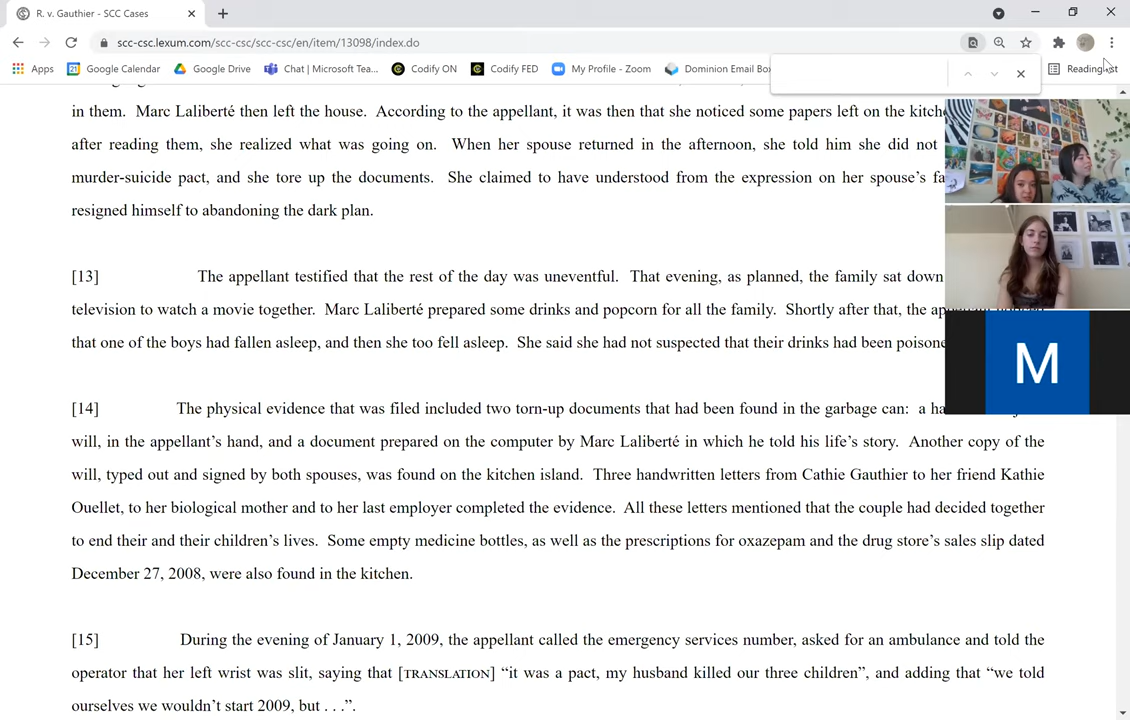 R. v. Gauthier - SCC Cases
scc-csc.lexum.com/scc-csc/scc-csc/en/item/13098/index.do
Apps Google Calendar Google Drive Chat | Microsoft Tea... Codify ON Codify FED My Profile - Zoom Dominion Email Box Reading list
in them. Marc Laliberté then left the house. According to the appellant, it was then that she noticed some papers left on the
after reading them, she realized what was going on. When her spouse returned in the afternoon, she told him she did not
murder-suicide pact, and she tore up the documents. She claimed to have understood from the expression on her spouse's
resigned himself to abandoning the dark plan.
[13] The appellant testified that the rest of the day was uneventful. That evening, as planned, the family sat down
television to watch a movie together. Marc Laliberté prepared some drinks and popcorn for all the family. Shortly after that, the
that one of the boys had fallen asleep, and then she too fell asleep. She said she had not suspected that their drinks had been
M
[14] The physical evidence that was filed included two torn-up documents that had been found in the garbage can: a
will, in the appellant's hand, and a document prepared on the computer by Marc Laliberté in which he told his life's story. Another copy of the
will, typed out and signed by both spouses, was found on the kitchen island. Three handwritten letters from Cathie Gauthier to her friend Kathie
Ouellet, to her biological mother and to her last employer completed the evidence. All these letters mentioned that the couple had decided together
to end their and their children's lives. Some empty medicine bottles, as well as the prescriptions for oxazepam and the drug store's sales slip dated
December 27, 2008, were also found in the kitchen.
[15] During the evening of January 1, 2009, the appellant called the emergency services number, asked for an ambulance and told the
operator that her left wrist was slit, saying that [TRANSLATION] "it was a pact, my husband killed our three children", and adding that "we told
ourselves we wouldn't start 2009, but . . .".